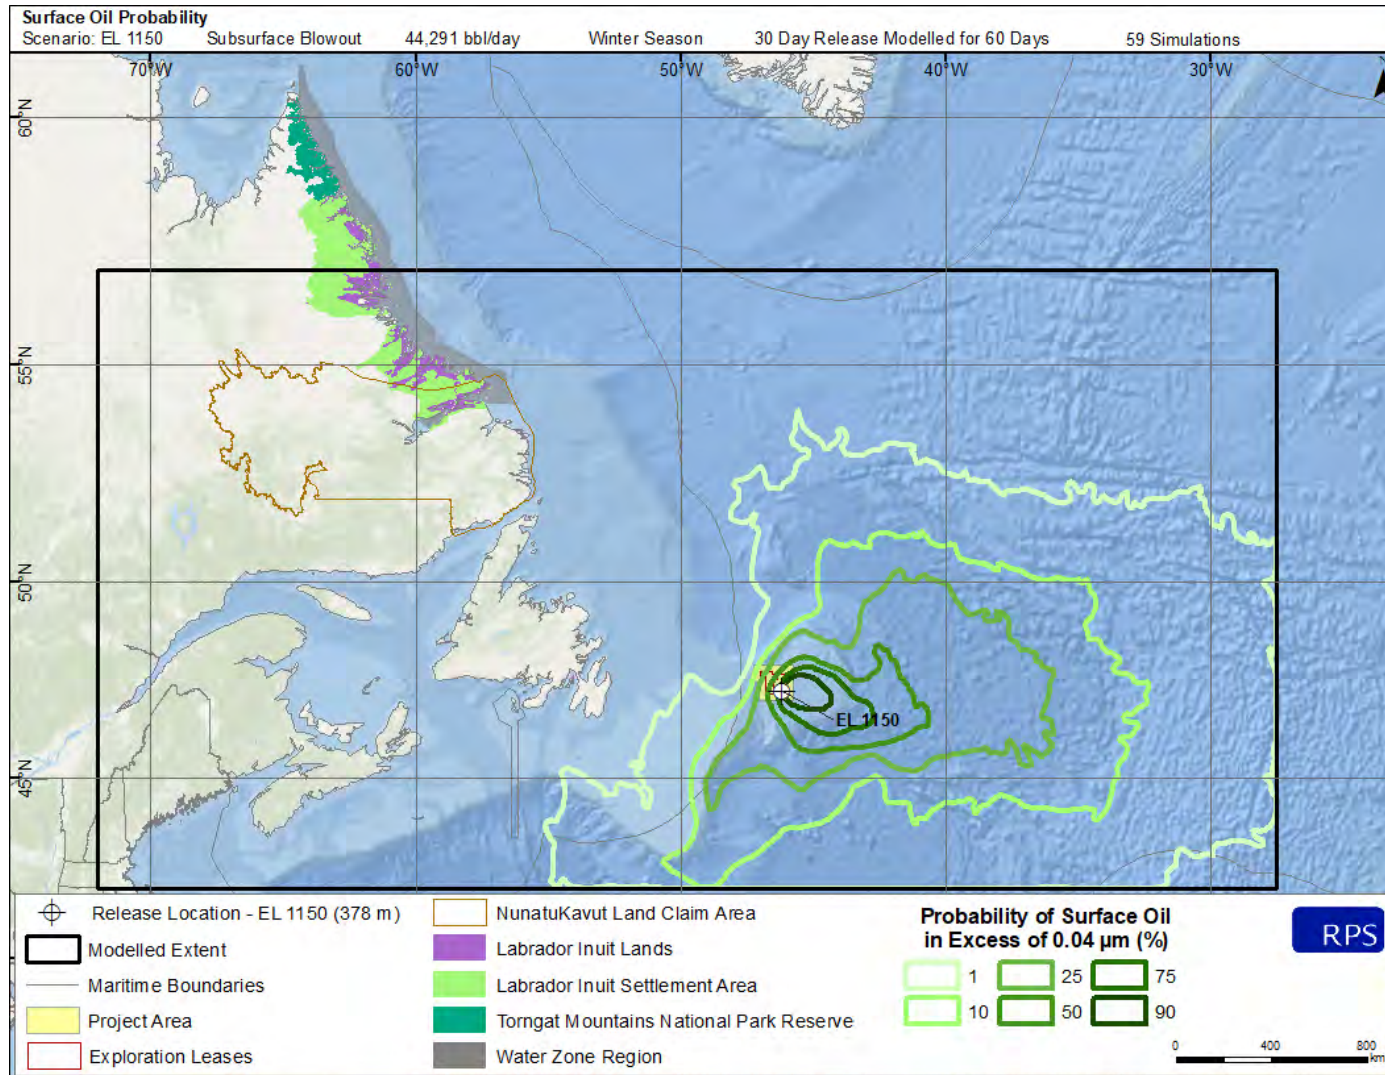 Surface Oil Probability
Scenario: EL 1150 Subsurface Blowout 44,291 bbl/day Winter Season 30 Day Release Modelled for 60 Days 59 Simulations
70°W 60°W 50°W 40°W 30°W
60°N
55°N
50°N
45°N
EL 1150
Release Location - EL 1150 (378 m)
Modelled Extent
Maritime Boundaries
Project Area
Exploration Leases
NunatuKavut Land Claim Area
Labrador Inuit Lands
Labrador Inuit Settlement Area
Torngat Mountains National Park Reserve
Water Zone Region
Probability of Surface Oil
in Excess of 0.04 µm (%)
1 25 75
10 50 90
RPS
0 400 800
km